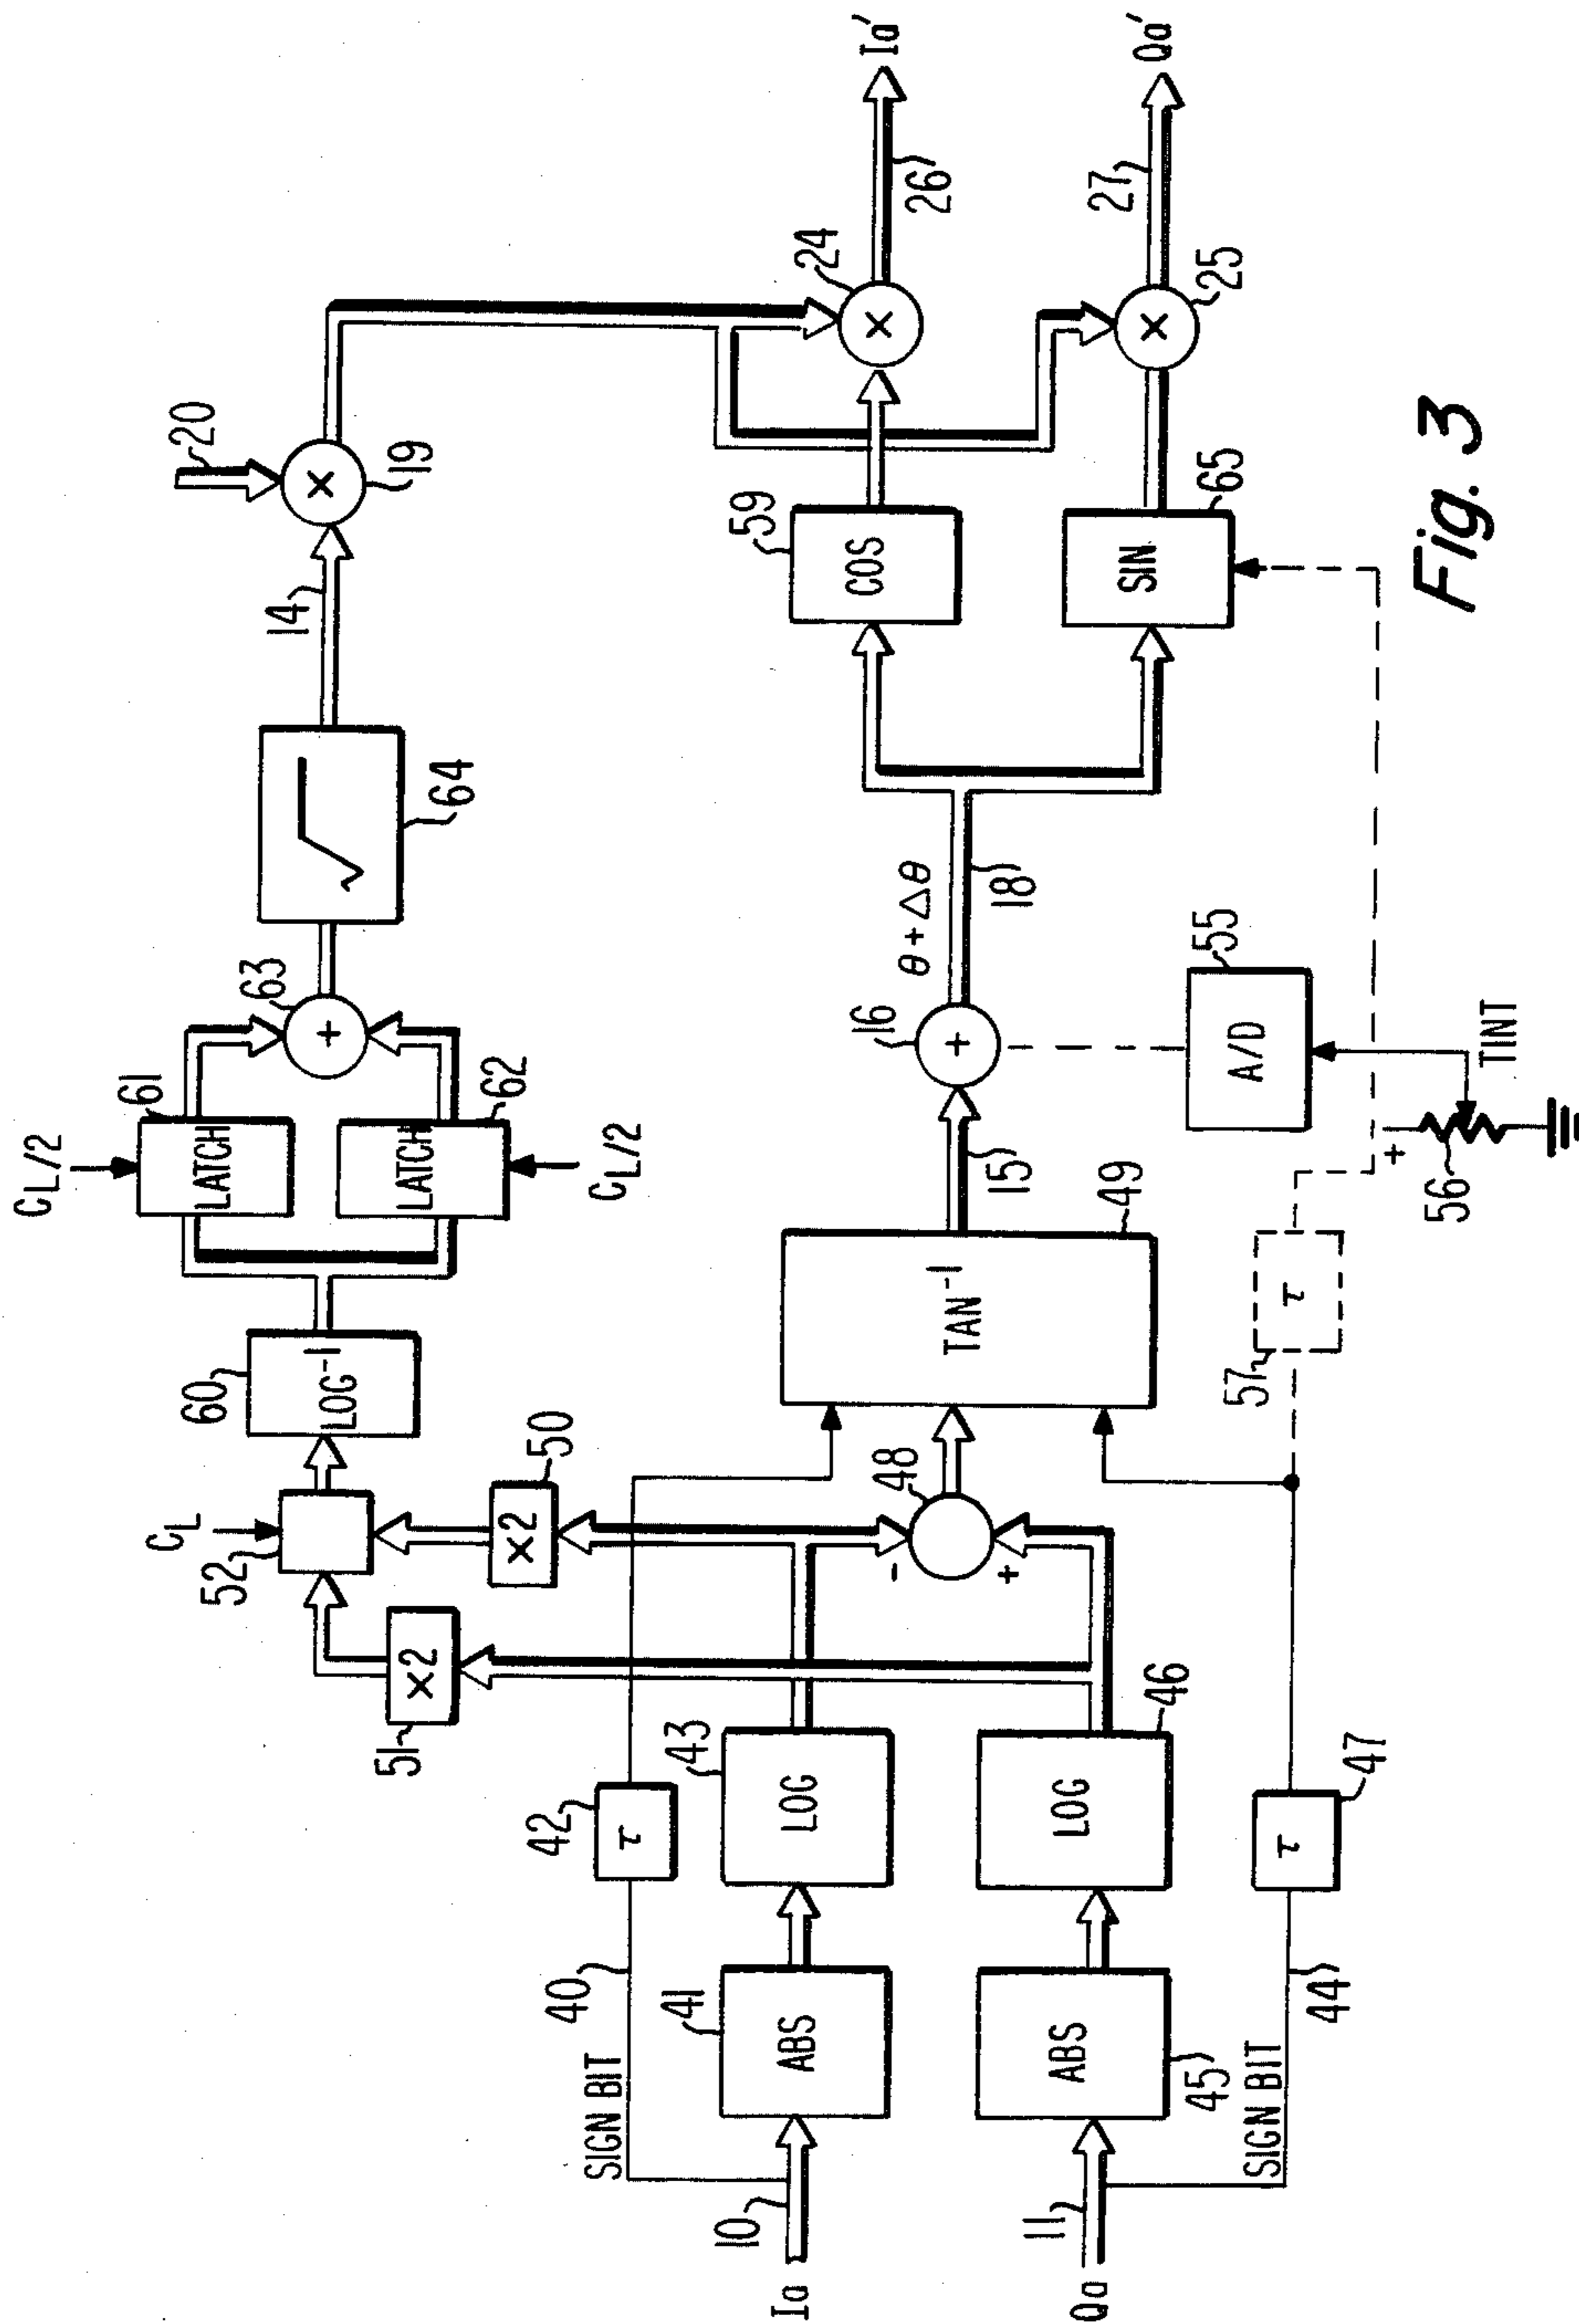 Ia
10
SIGN BIT
40
τ
42
ABS
41
LOG
43
Qa
11
SIGN BIT
44
τ
47
ABS
45
LOG
46
×2
51
×2
50
C_L
52
-
+
48
LOG⁻¹
60
TAN⁻¹
49
τ
57
C_L/2
LATCH
61
LATCH
62
C_L/2
+
63
64
14
15
+
16
θ + Δθ
18
A/D
55
+
56
TINT
20
×
19
COS
59
SIN
65
×
24
×
25
26
Ia'
27
Qa'
Fig. 3